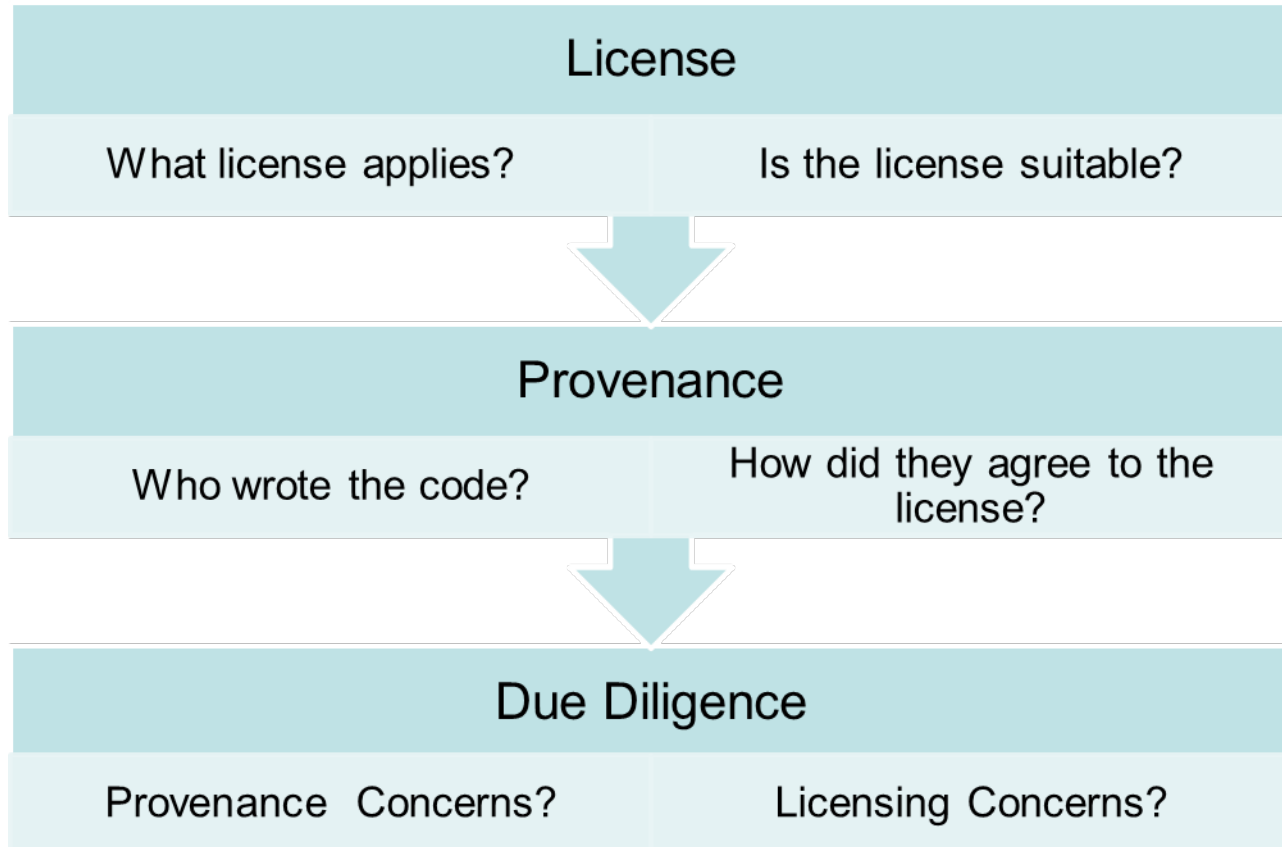 License
What license applies?
Is the license suitable?
Provenance
Who wrote the code?
How did they agree to the
license?
Due Diligence
Provenance Concerns?
Licensing Concerns?